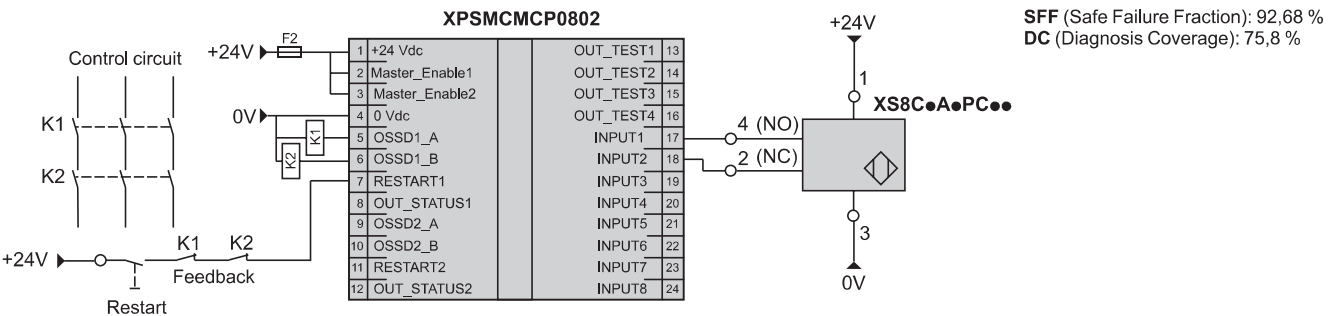 XPSMCMCP0802
+24V
SFF (Safe Failure Fraction): 92,68 %
DC (Diagnosis Coverage): 75,8 %
Control circuit
K1
K2
+24V
F2
0V
K1
K2
1 +24 Vdc
2 Master_Enable1
3 Master_Enable2
4 0 Vdc
5 OSSD1_A
6 OSSD1_B
7 RESTART1
8 OUT_STATUS1
9 OSSD2_A
10 OSSD2_B
11 RESTART2
12 OUT_STATUS2
OUT_TEST1 13
OUT_TEST2 14
OUT_TEST3 15
OUT_TEST4 16
INPUT1 17
INPUT2 18
INPUT3 19
INPUT4 20
INPUT5 21
INPUT6 22
INPUT7 23
INPUT8 24
1
XS8C●A●PC●●
4 (NO)
2 (NC)
3
0V
+24V
K1
K2
Feedback
Restart